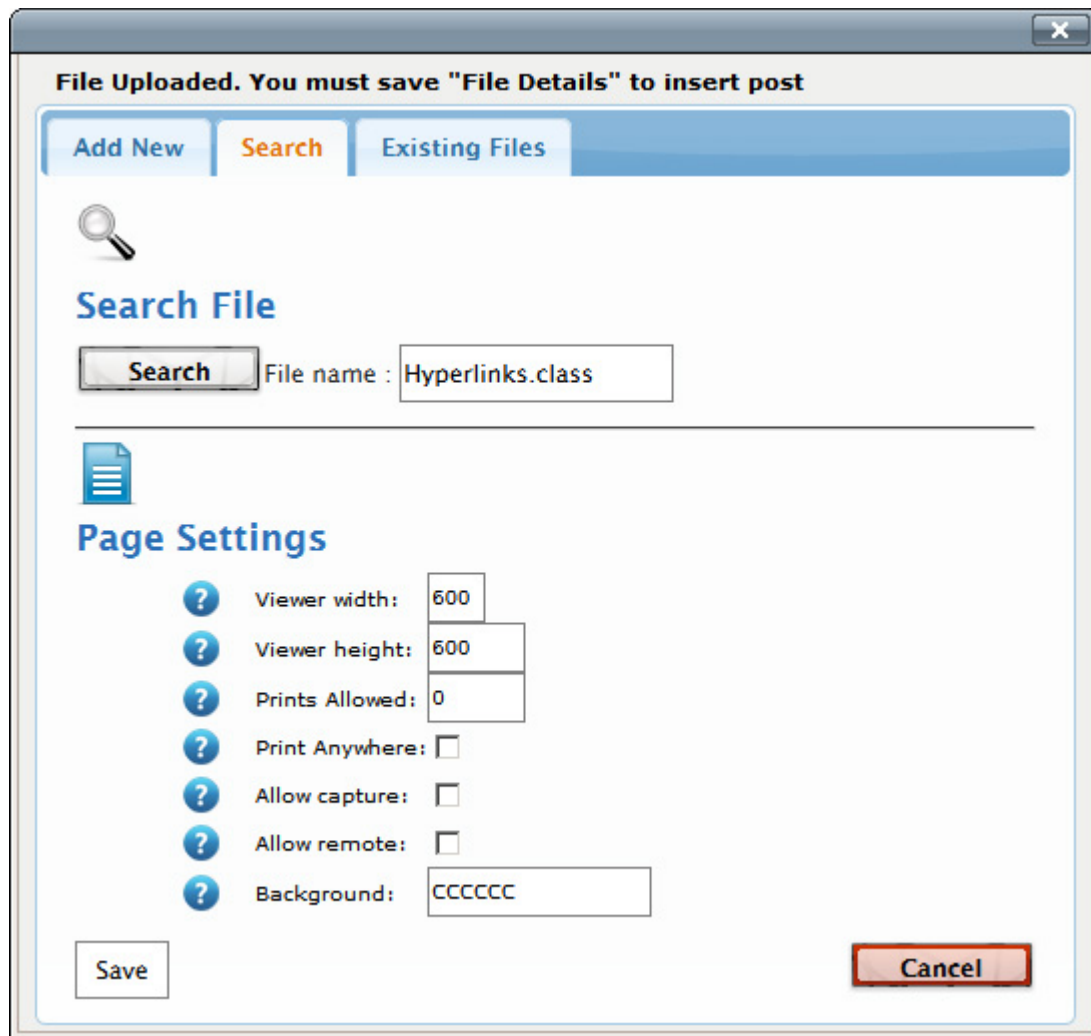 File Uploaded. You must save "File Details" to insert post
Add New Search Existing Files
Search File
Search File name : Hyperlinks.class
Page Settings
? Viewer width: 600
? Viewer height: 600
? Prints Allowed: 0
? Print Anywhere:
? Allow capture:
? Allow remote:
? Background: CCCCCC
Save Cancel